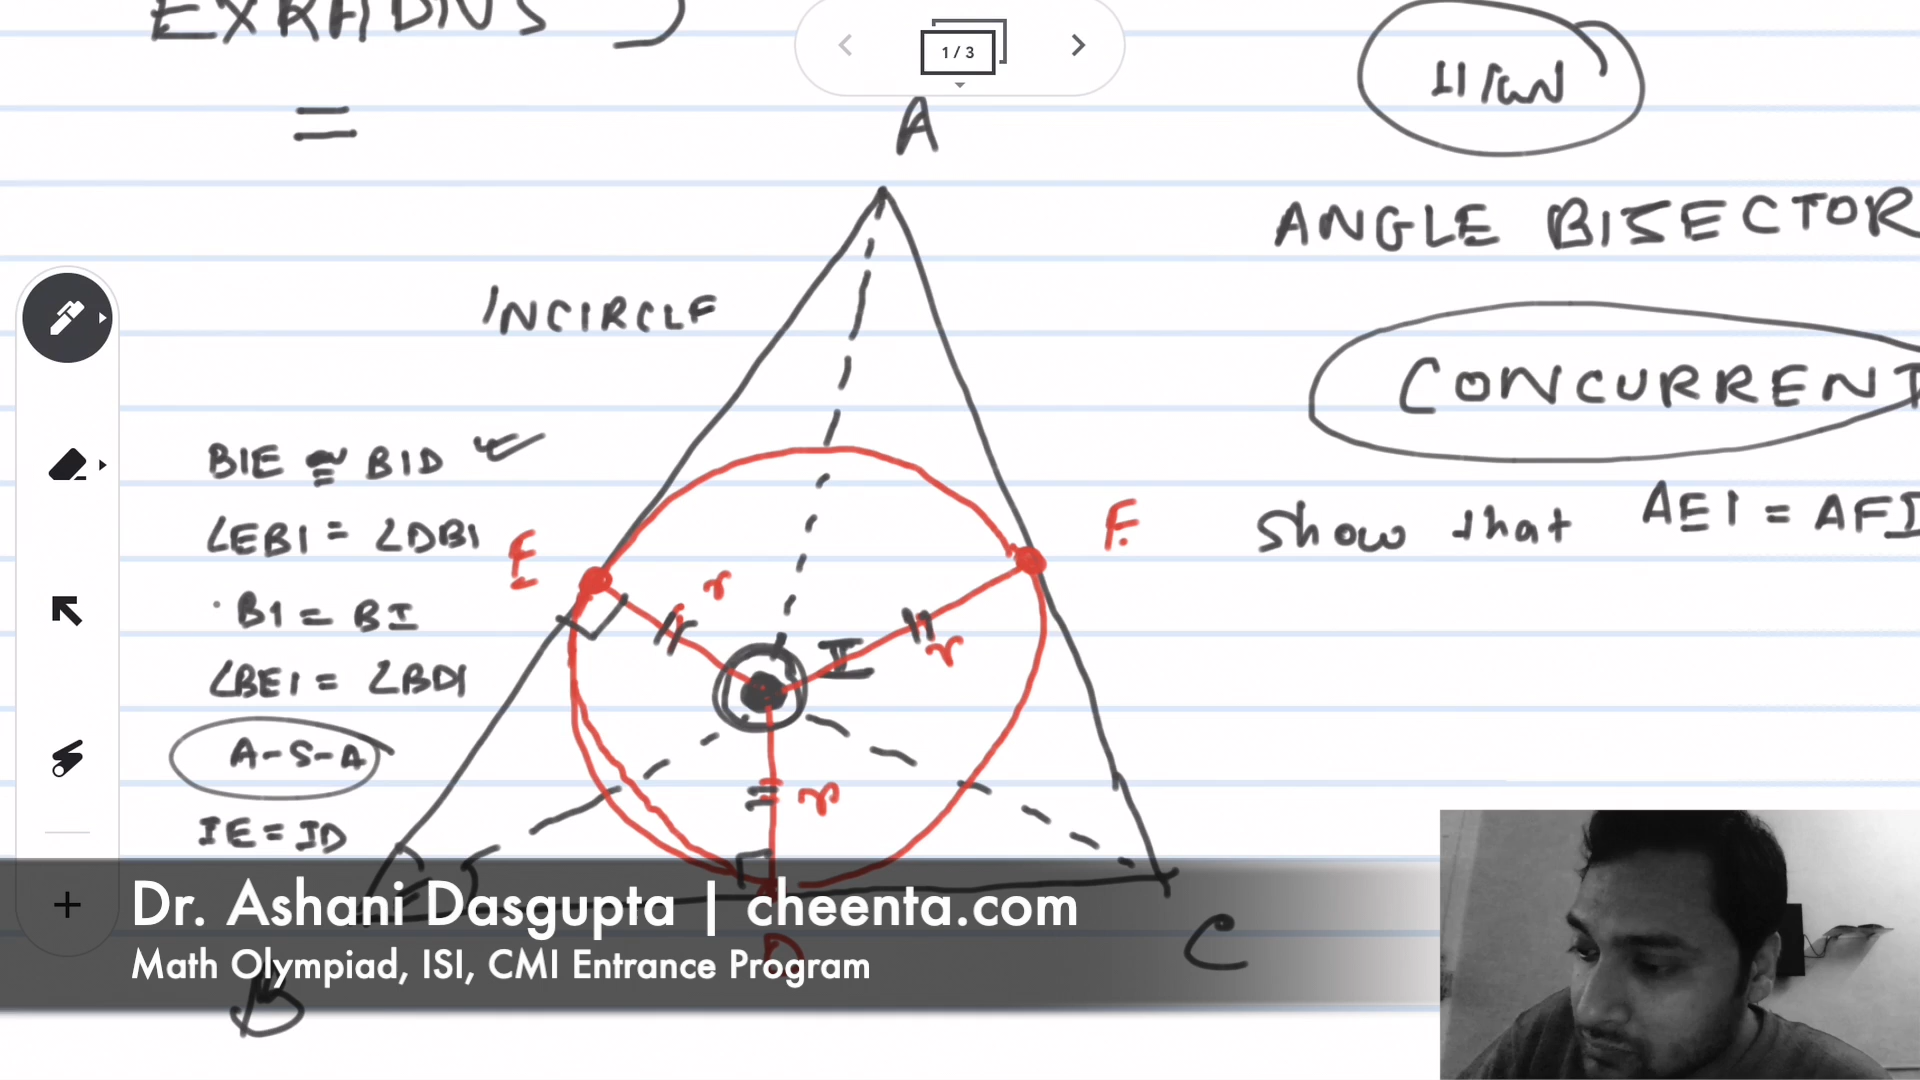 EXRADIUS
=
1 / 3
A
ANGLE BISECTOR
INCIRCLE
CONCURRENT
BIE ≅ BID ✓
∠EBI = ∠DBI
E
F
Show that AEI = AFI
r
BI = BI
I
r
∠BEI = ∠BDI
A-S-A
r
IE = ID
Dr. Ashani Dasgupta | cheenta.com
D
C
Math Olympiad, ISI, CMI Entrance Program
B